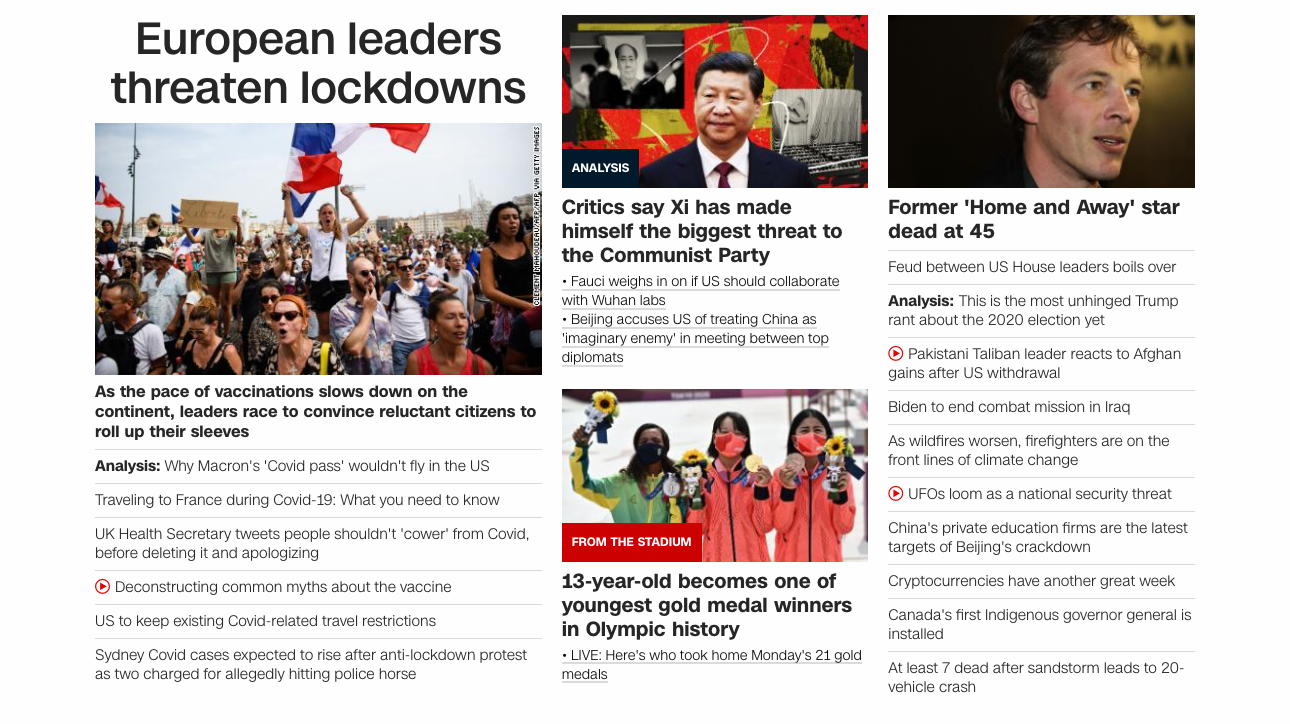 European leaders
threaten lockdowns
CLEMENT MAHOUDEAU/AFP/AFP VIA GETTY IMAGES
As the pace of vaccinations slows down on the
continent, leaders race to convince reluctant citizens to
roll up their sleeves
Analysis: Why Macron's 'Covid pass' wouldn't fly in the US
Traveling to France during Covid-19: What you need to know
UK Health Secretary tweets people shouldn't 'cower' from Covid,
before deleting it and apologizing
Deconstructing common myths about the vaccine
US to keep existing Covid-related travel restrictions
Sydney Covid cases expected to rise after anti-lockdown protest
as two charged for allegedly hitting police horse
ANALYSIS
Critics say Xi has made
himself the biggest threat to
the Communist Party
• Fauci weighs in on if US should collaborate
with Wuhan labs
• Beijing accuses US of treating China as
'imaginary enemy' in meeting between top
diplomats
FROM THE STADIUM
13-year-old becomes one of
youngest gold medal winners
in Olympic history
• LIVE: Here's who took home Monday's 21 gold
medals
Former 'Home and Away' star
dead at 45
Feud between US House leaders boils over
Analysis: This is the most unhinged Trump
rant about the 2020 election yet
Pakistani Taliban leader reacts to Afghan
gains after US withdrawal
Biden to end combat mission in Iraq
As wildfires worsen, firefighters are on the
front lines of climate change
UFOs loom as a national security threat
China's private education firms are the latest
targets of Beijing's crackdown
Cryptocurrencies have another great week
Canada's first Indigenous governor general is
installed
At least 7 dead after sandstorm leads to 20-
vehicle crash